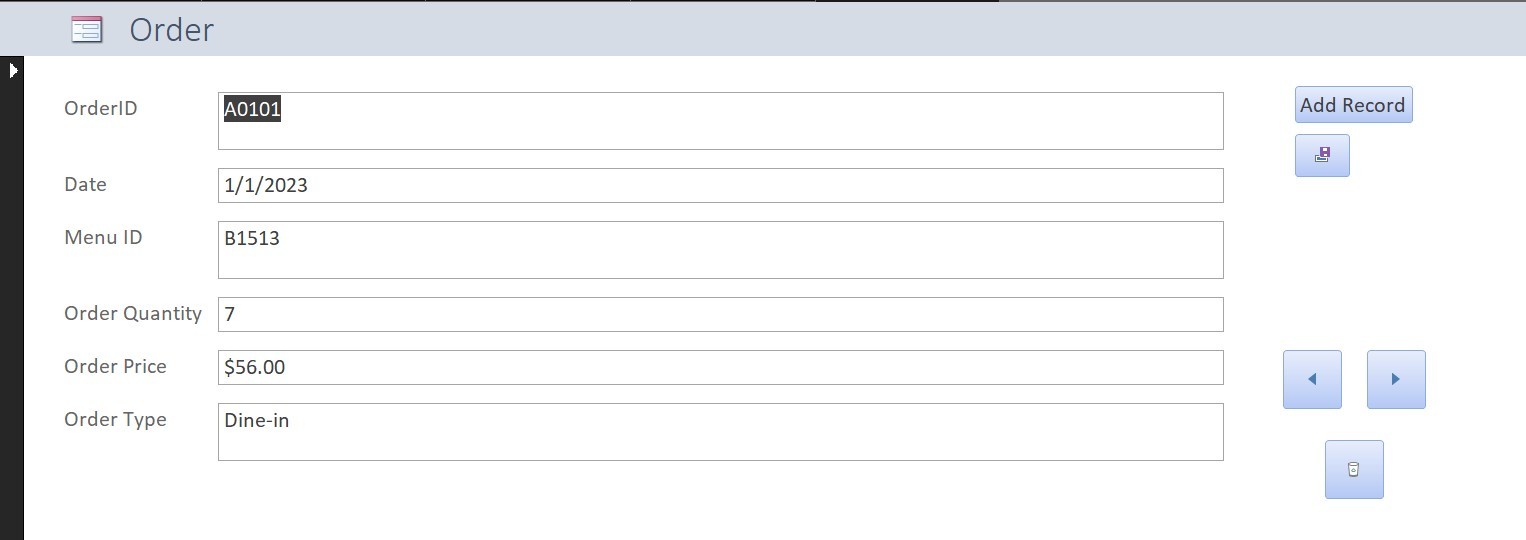 Order
OrderID A0101
Add Record
Date 1/1/2023
Menu ID B1513
Order Quantity 7
Order Price $56.00
Order Type Dine-in